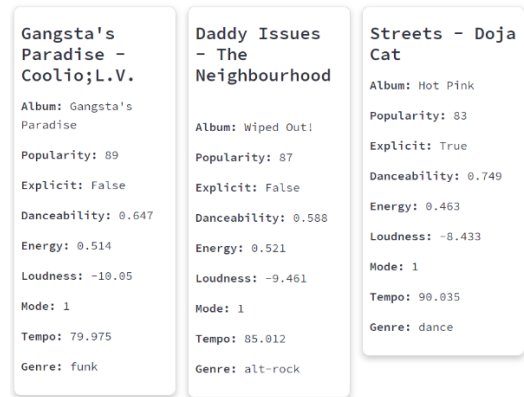 Gangsta's
Paradise -
Coolio;L.V.
Album: Gangsta's
Paradise
Popularity: 89
Explicit: False
Danceability: 0.647
Energy: 0.514
Loudness: -10.05
Mode: 1
Tempo: 79.975
Genre: funk
Daddy Issues
- The
Neighbourhood
Album: Wiped Out!
Popularity: 87
Explicit: False
Danceability: 0.588
Energy: 0.521
Loudness: -9.461
Mode: 1
Tempo: 85.012
Genre: alt-rock
Streets - Doja
Cat
Album: Hot Pink
Popularity: 83
Explicit: True
Danceability: 0.749
Energy: 0.463
Loudness: -8.433
Mode: 1
Tempo: 90.035
Genre: dance